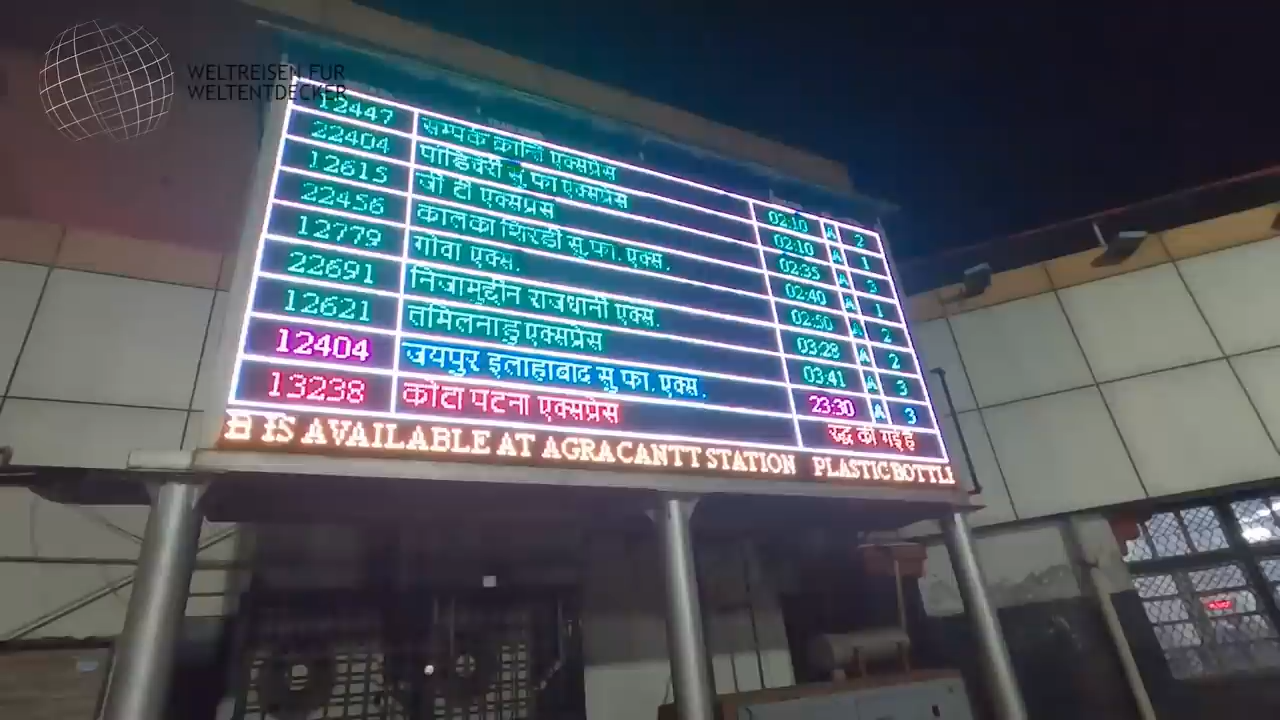 WELTREISEN FUR
WELTENTDECKER
12447 सम्पर्क क्रान्ति एक्सप्रेस 02:10 A 2
22404 पांडिचेरी सु.फा एक्सप्रेस 02:10 A 1
12615 जी टी एक्सप्रेस 02:35 A 3
22456 कालका शिरडी सु.फा. एक्स. 02:40 A 1
12779 गोवा एक्स. 02:50 A 2
22691 निजामुद्दीन राजधानी एक्स. 03:28 A 2
12621 तमिलनाडु एक्सप्रेस 03:41 A 3
12404 जयपुर इलाहाबाद सु.फा. एक्स. 23:30 A 3
13238 कोटा पटना एक्सप्रेस रद्द की गई है
IS AVAILABLE AT AGRA CANTT STATION PLASTIC BOTTL